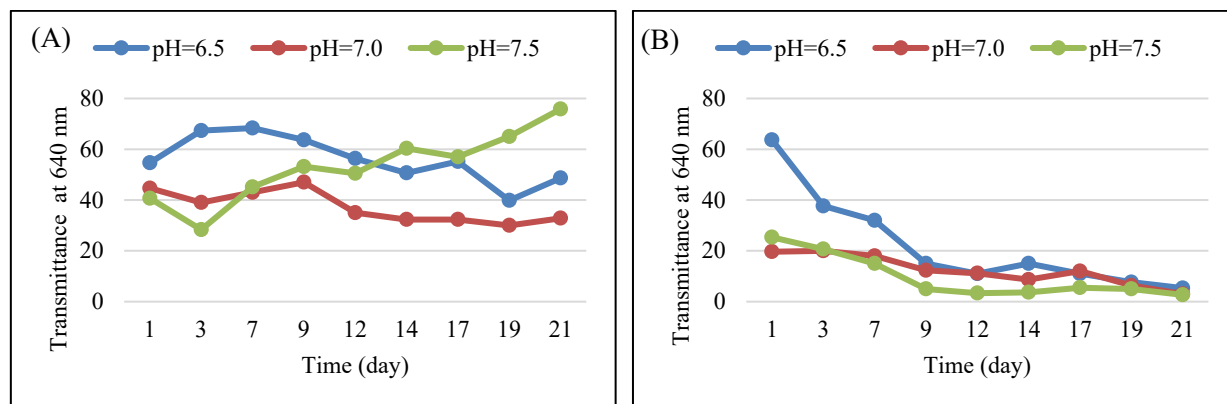 (A)
pH=6.5 pH=7.0 pH=7.5
Transmittance at 640 nm
80
60
40
20
0
1 3 7 9 12 14 17 19 21
Time (day)
(B)
pH=6.5 pH=7.0 pH=7.5
Transmittance at 640 nm
80
60
40
20
0
1 3 7 9 12 14 17 19 21
Time (day)